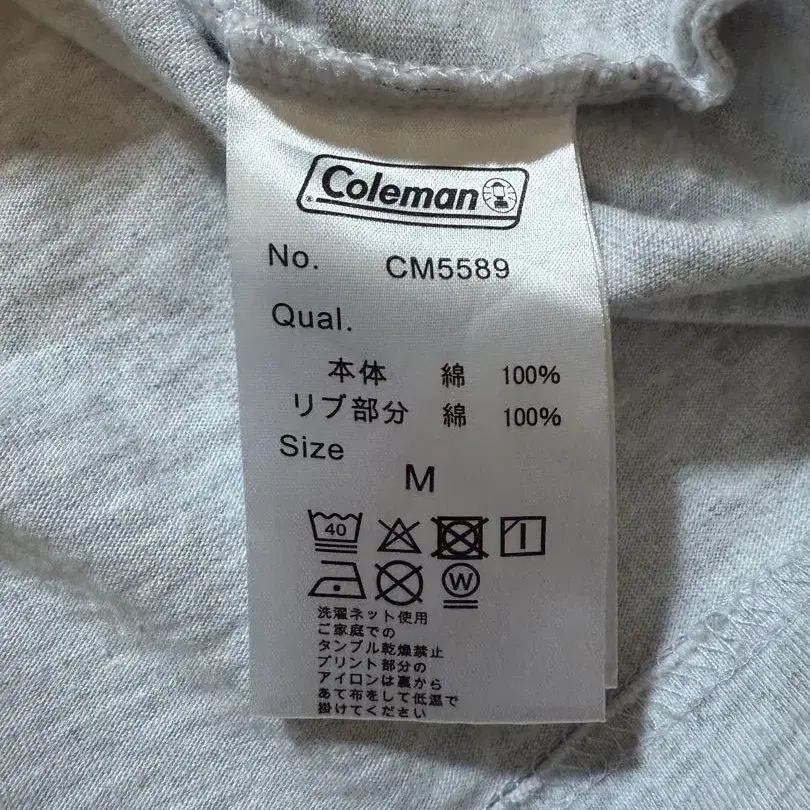 Coleman
No. CM5589
Qual.
本体 綿 100%
リブ部分 綿 100%
Size
M
40
W
洗濯ネット使用
ご家庭での
タンブル乾燥禁止
プリント部分の
アイロンは裏から
あて布をして低温で
掛けてください